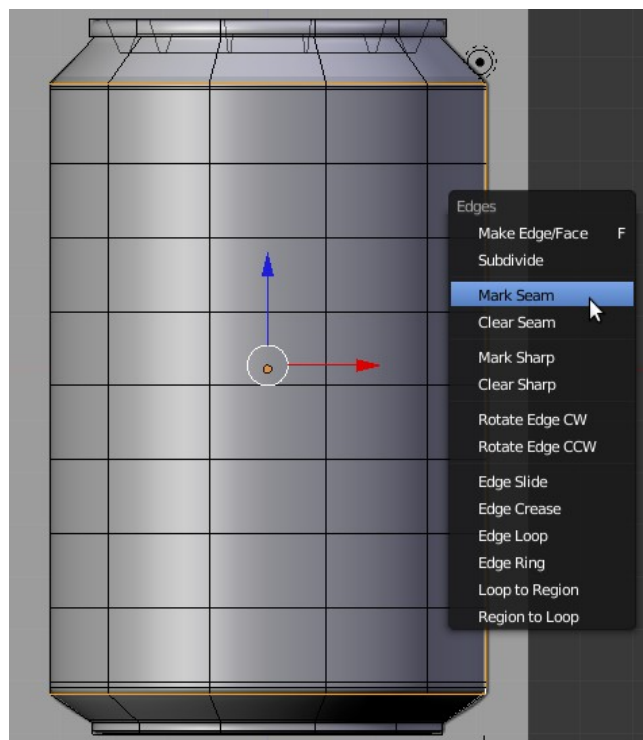 Edges
Make Edge/Face F
Subdivide
Mark Seam
Clear Seam
Mark Sharp
Clear Sharp
Rotate Edge CW
Rotate Edge CCW
Edge Slide
Edge Crease
Edge Loop
Edge Ring
Loop to Region
Region to Loop